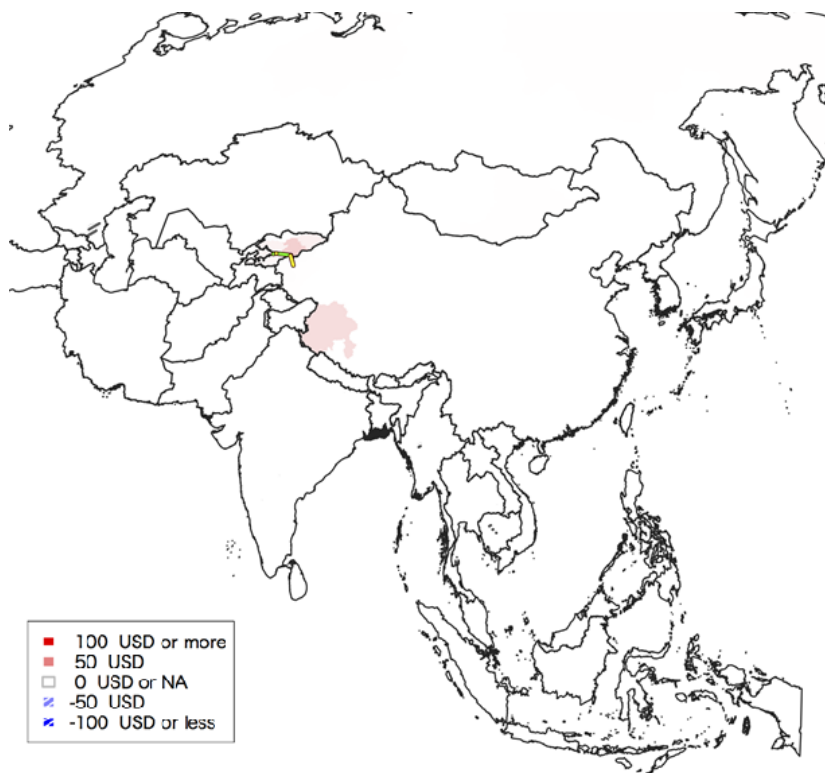 100 USD or more
50 USD
0 USD or NA
-50 USD
-100 USD or less